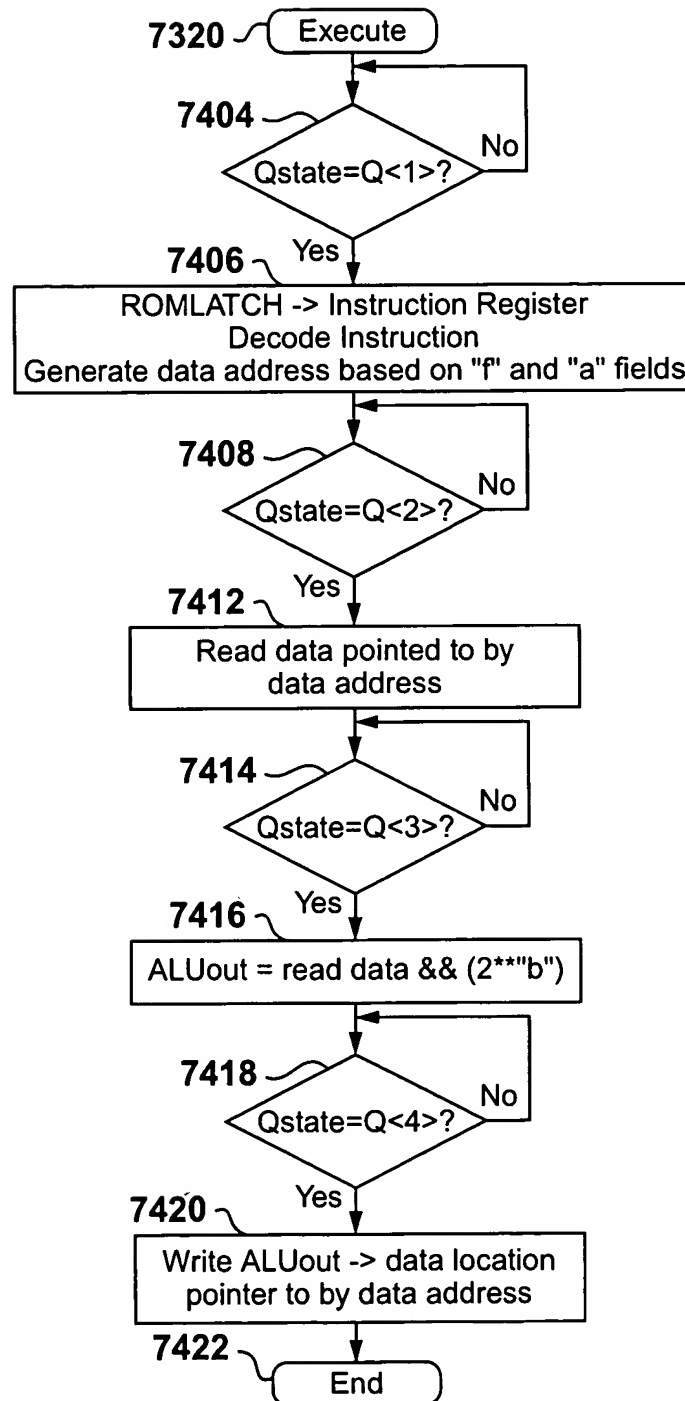 7320 Execute
7404
Qstate=Q<1>?
No
Yes
7406
ROMLATCH -> Instruction Register
Decode Instruction
Generate data address based on "f" and "a" fields
7408
Qstate=Q<2>?
No
Yes
7412
Read data pointed to by
data address
7414
Qstate=Q<3>?
No
Yes
7416
ALUout = read data && (2**"b")
7418
Qstate=Q<4>?
No
Yes
7420
Write ALUout -> data location
pointer to by data address
7422
End